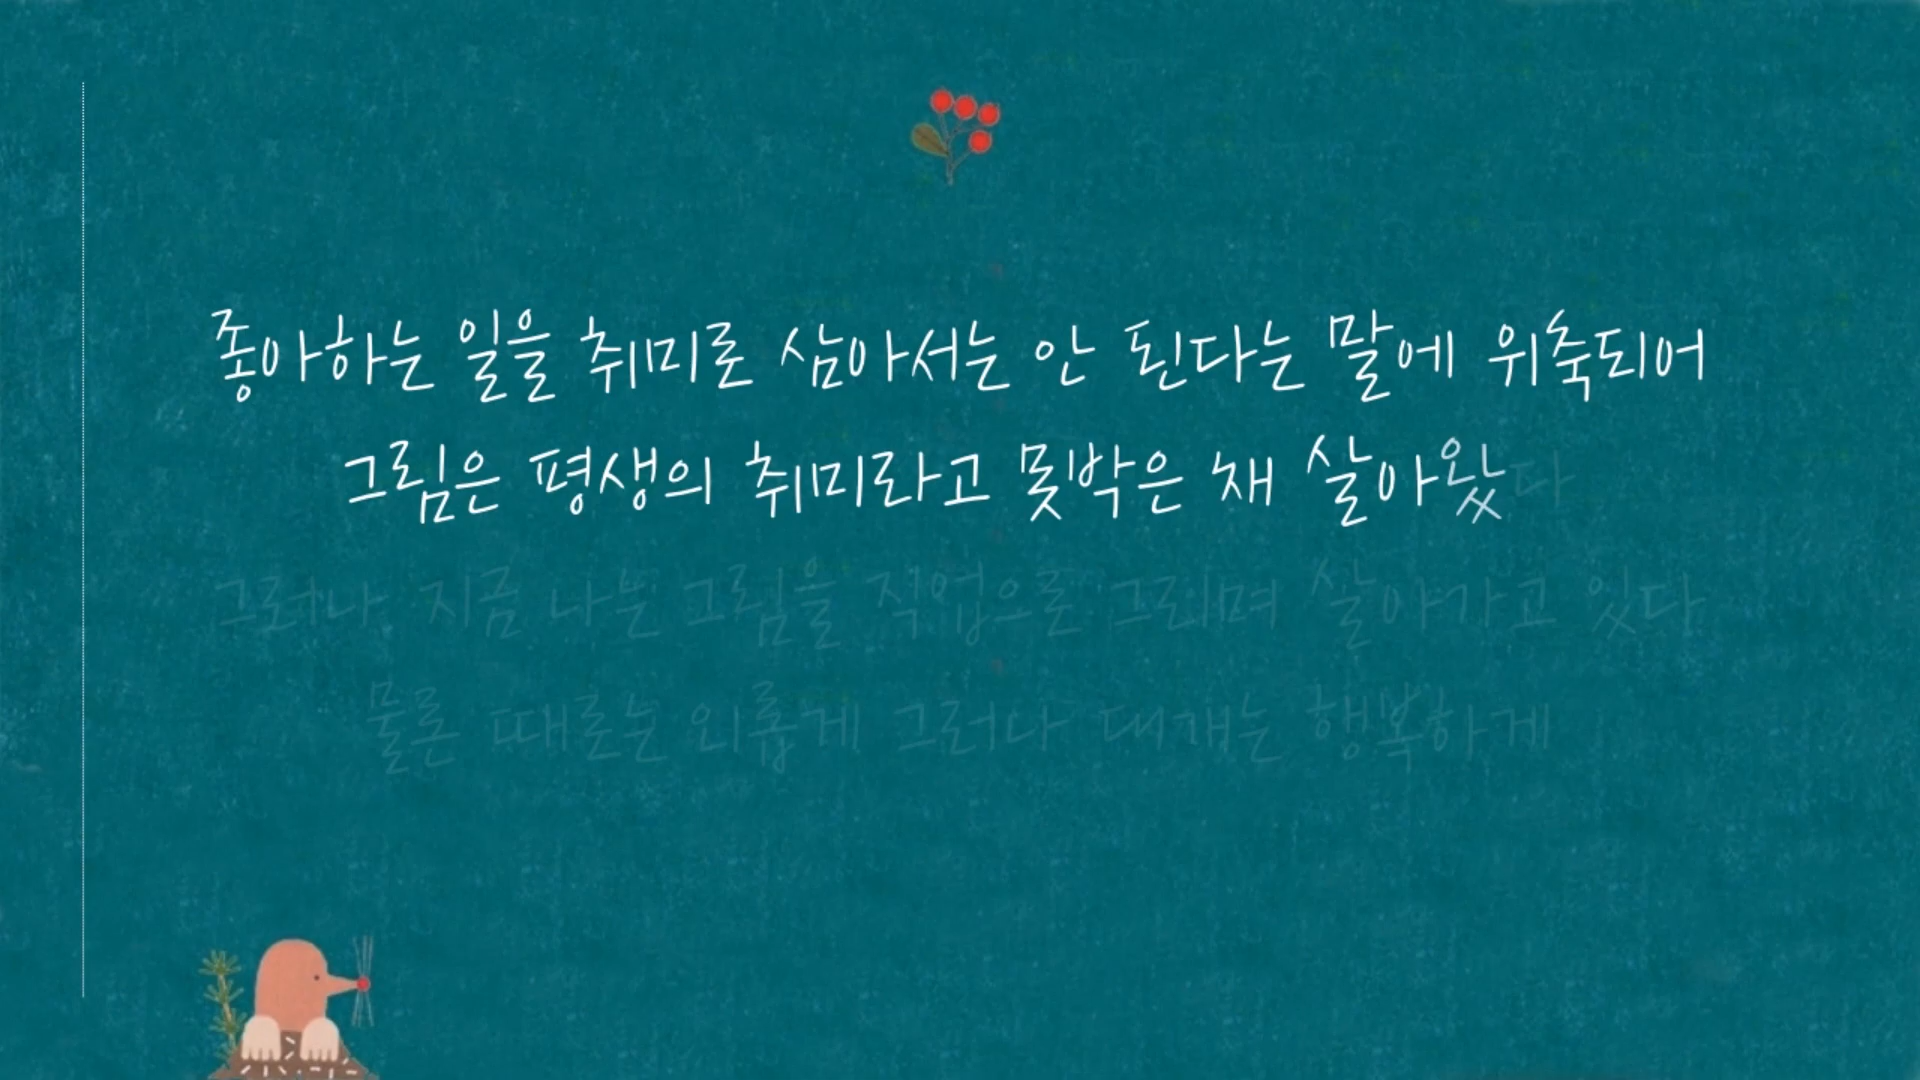 좋아하는 일을 취미로 삼아서는 안 된다는 말에 위축되어
그림은 평생의 취미라고 못박은 채 살아왔다
그러나 지금 나는 그림을 직업으로 그리며 살아가고 있다
물론 때로는 외롭게 그러다 대개는 행복하게